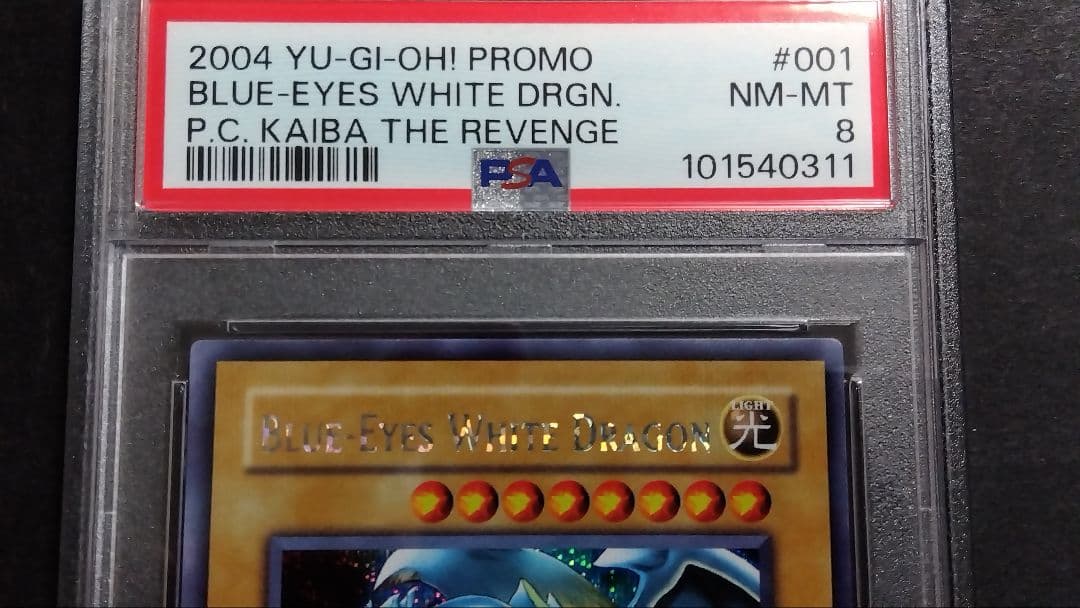 2004 YU-GI-OH! PROMO #001
BLUE-EYES WHITE DRGN. NM-MT
P.C. KAIBA THE REVENGE 8
PSA 101540311
BLUE-EYES WHITE DRAGON
LIGHT
光